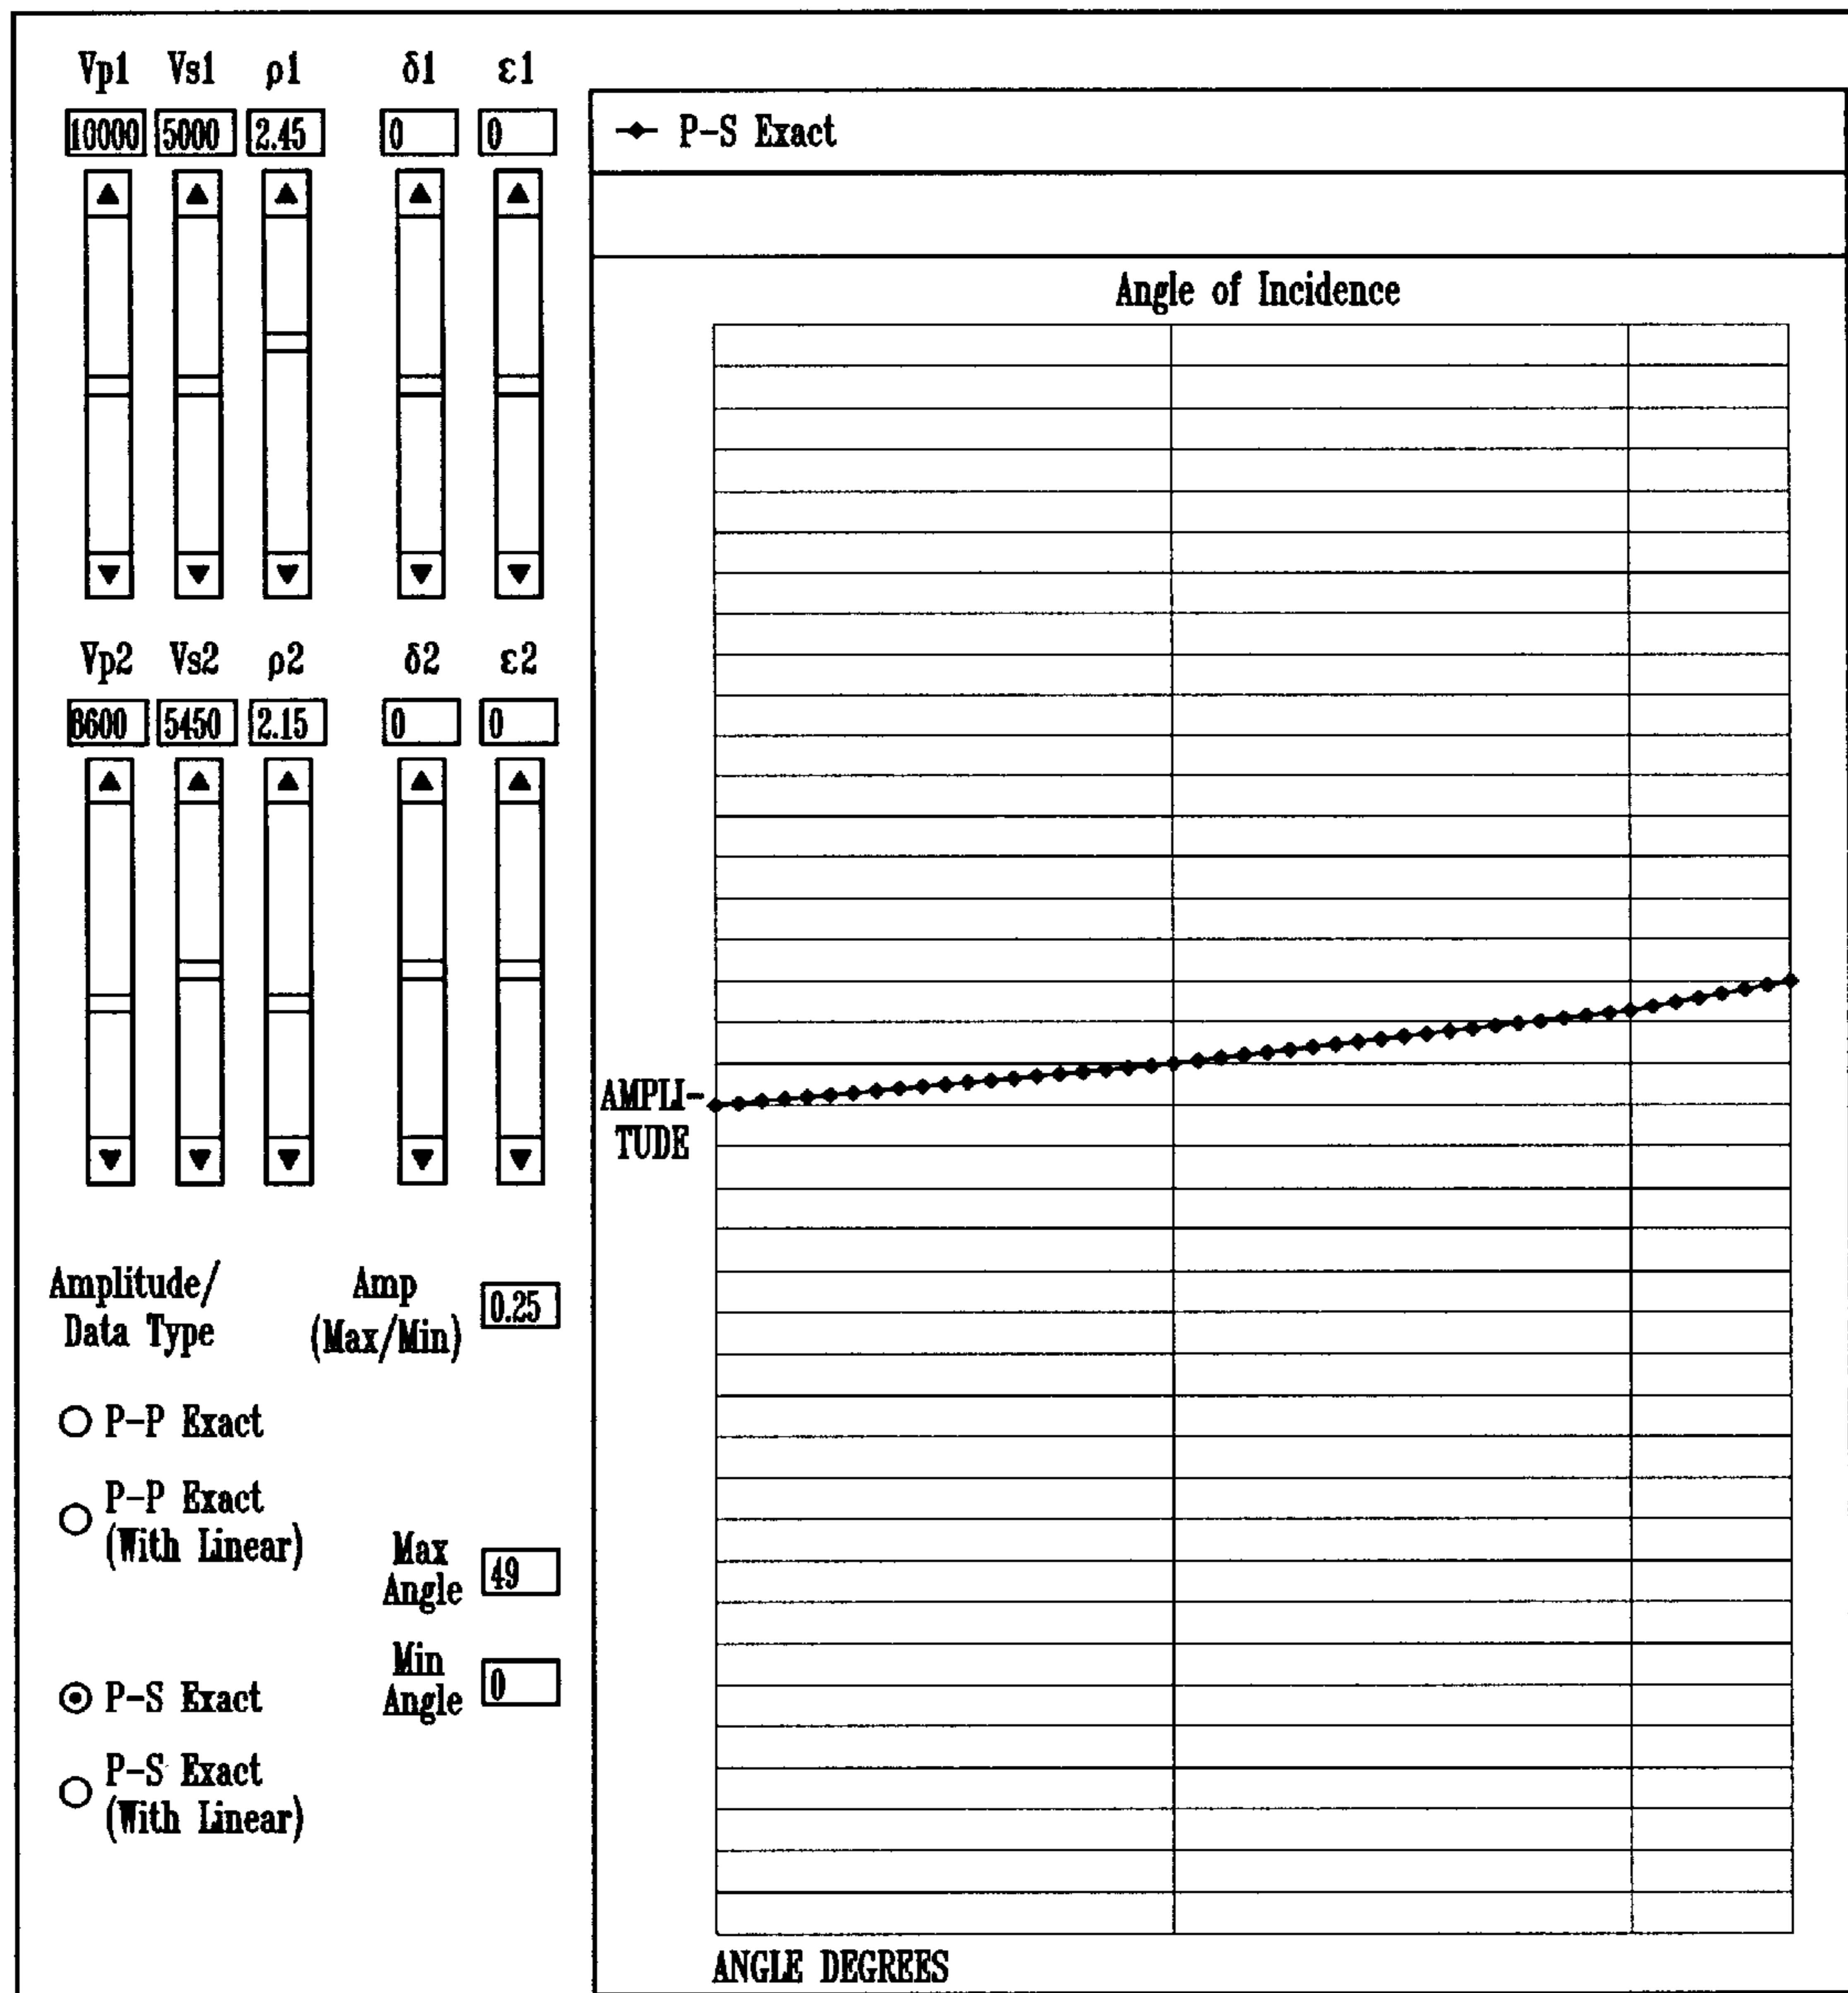 Vp1 Vs1 ρ1 δ1 ε1
10000 5000 2.45 0 0
Vp2 Vs2 ρ2 δ2 ε2
8600 5450 2.15 0 0
Amplitude/
Data Type
Amp
(Max/Min)
0.25
P-P Exact
P-P Exact
(With Linear)
Max
Angle
49
Min
Angle
0
P-S Exact
P-S Exact
(With Linear)
P-S Exact
Angle of Incidence
AMPLI-
TUDE
ANGLE DEGREES